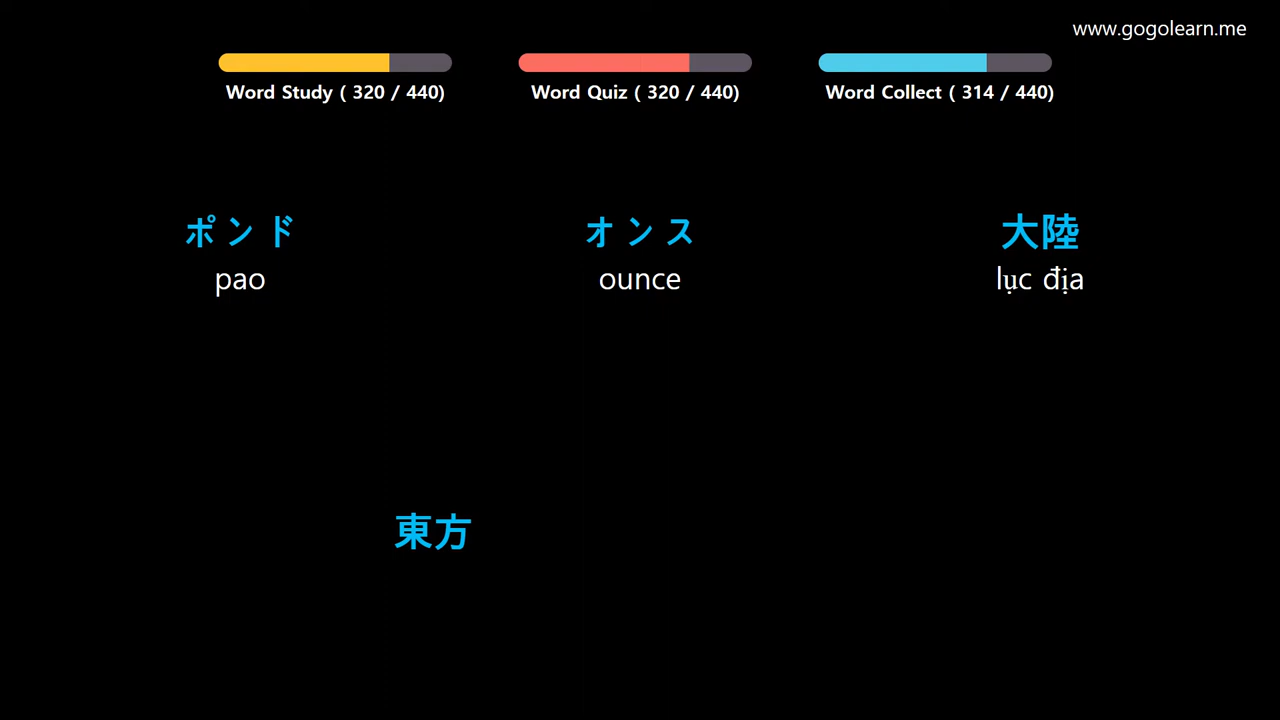 www.gogolearn.me
Word Study ( 320 / 440)
Word Quiz ( 320 / 440)
Word Collect ( 314 / 440)
ポンド
pao
オンス
ounce
大陸
lục địa
東方